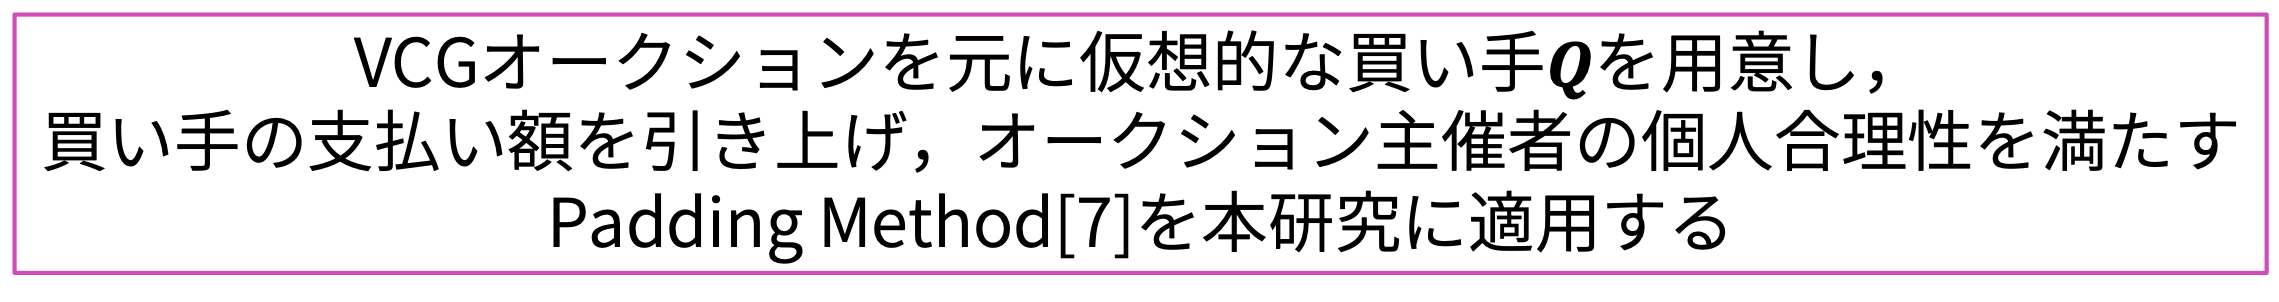 VCGオークションを元に仮想的な買い手Qを用意し，
買い手の支払い額を引き上げ，オークション主催者の個人合理性を満たす
Padding Method[7]を本研究に適用する